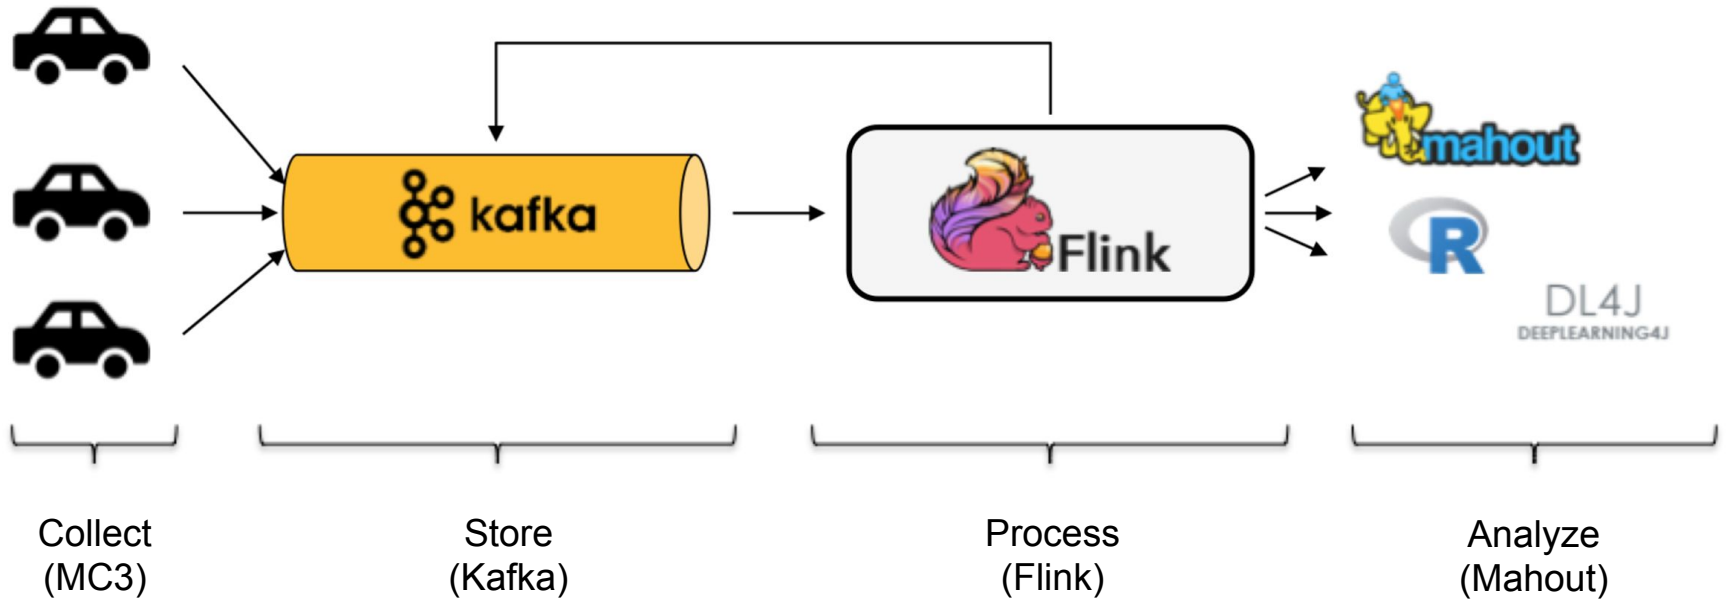 kafka
Flink
mahout
R
DL4J
DEEPLEARNING4J
Collect
(MC3)
Store
(Kafka)
Process
(Flink)
Analyze
(Mahout)